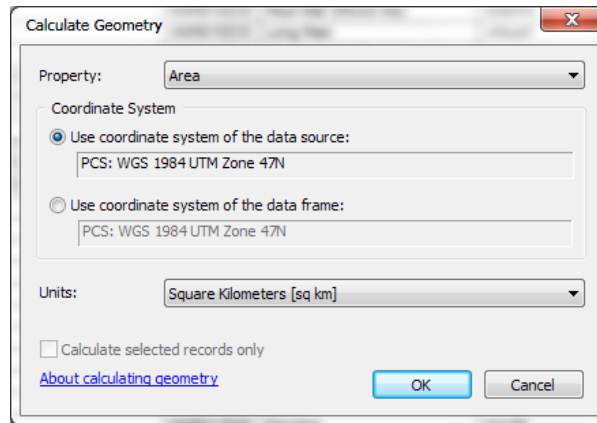 Calculate Geometry
Property:
Area
Coordinate System
Use coordinate system of the data source:
PCS: WGS 1984 UTM Zone 47N
Use coordinate system of the data frame:
PCS: WGS 1984 UTM Zone 47N
Units:
Square Kilometers [sq km]
Calculate selected records only
About calculating geometry
OK
Cancel